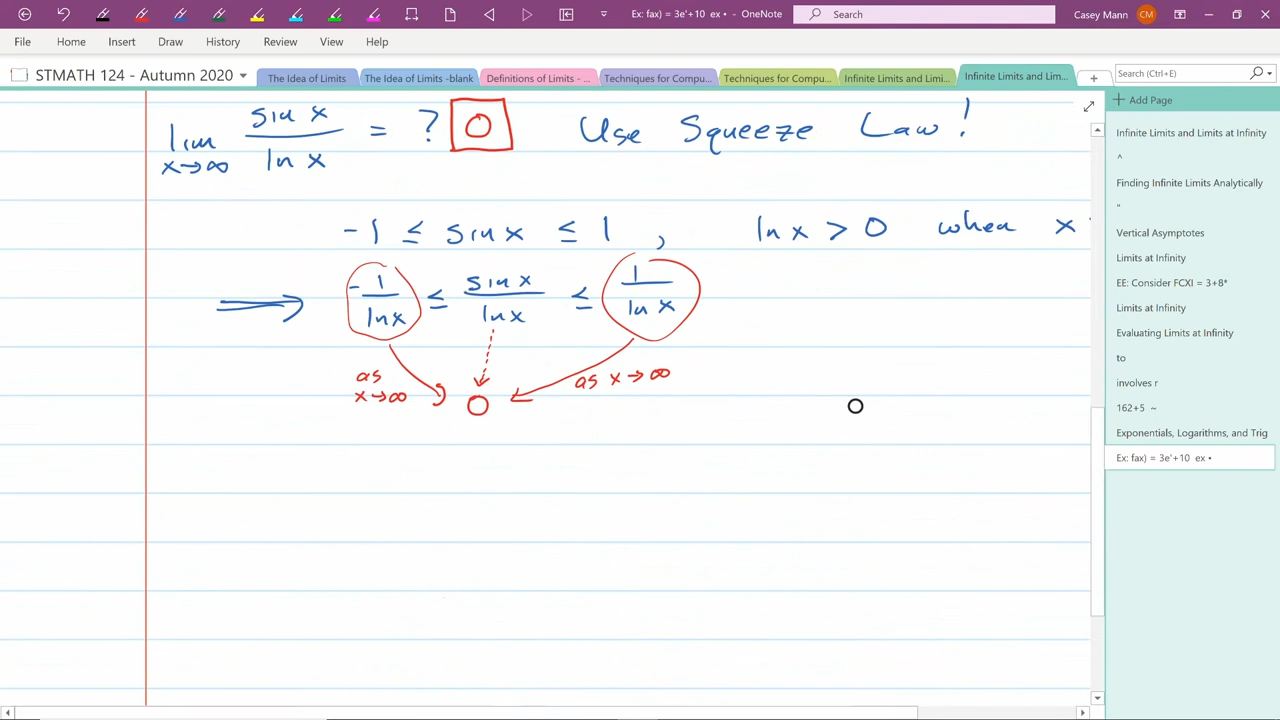 Ex: fax) = 3e'+10 ex • - OneNote
Search
Casey Mann
CM
File Home Insert Draw History Review View Help
STMATH 124 - Autumn 2020
The Idea of Limits
The Idea of Limits -blank
Definitions of Limits - ...
Techniques for Compu...
Techniques for Compu...
Infinite Limits and Limi...
Infinite Limits and Lim...
Search (Ctrl+E)
Add Page
Infinite Limits and Limits at Infinity
^
Finding Infinite Limits Analytically
"
Vertical Asymptotes
Limits at Infinity
EE: Consider FCXI = 3+8*
Limits at Infinity
Evaluating Limits at Infinity
to
involves r
162+5 ~
Exponentials, Logarithms, and Trig
Ex: fax) = 3e'+10 ex •
lim x→∞ sin x / ln x = ? 0 Use Squeeze Law!
-1 ≤ sin x ≤ 1, ln x > 0 when x
⟹ -1/ln x ≤ sin x/ln x ≤ 1/ln x
as x→∞ 0 as x→∞